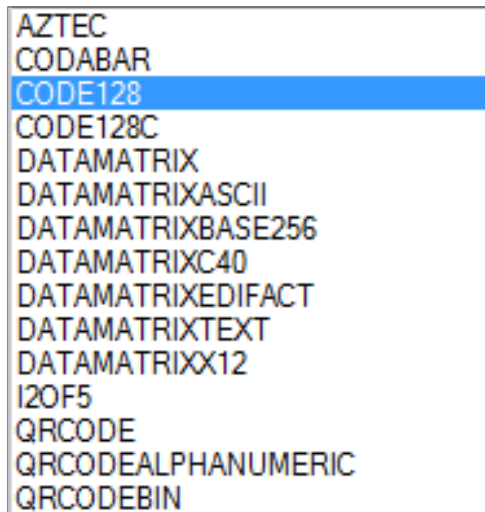 AZTEC
CODABAR
CODE128
CODE128C
DATAMATRIX
DATAMATRIXASCII
DATAMATRIXBASE256
DATAMATRIXC40
DATAMATRIXEDIFACT
DATAMATRIXTEXT
DATAMATRIXX12
I2OF5
QRCODE
QRCODEALPHANUMERIC
QRCODEBIN